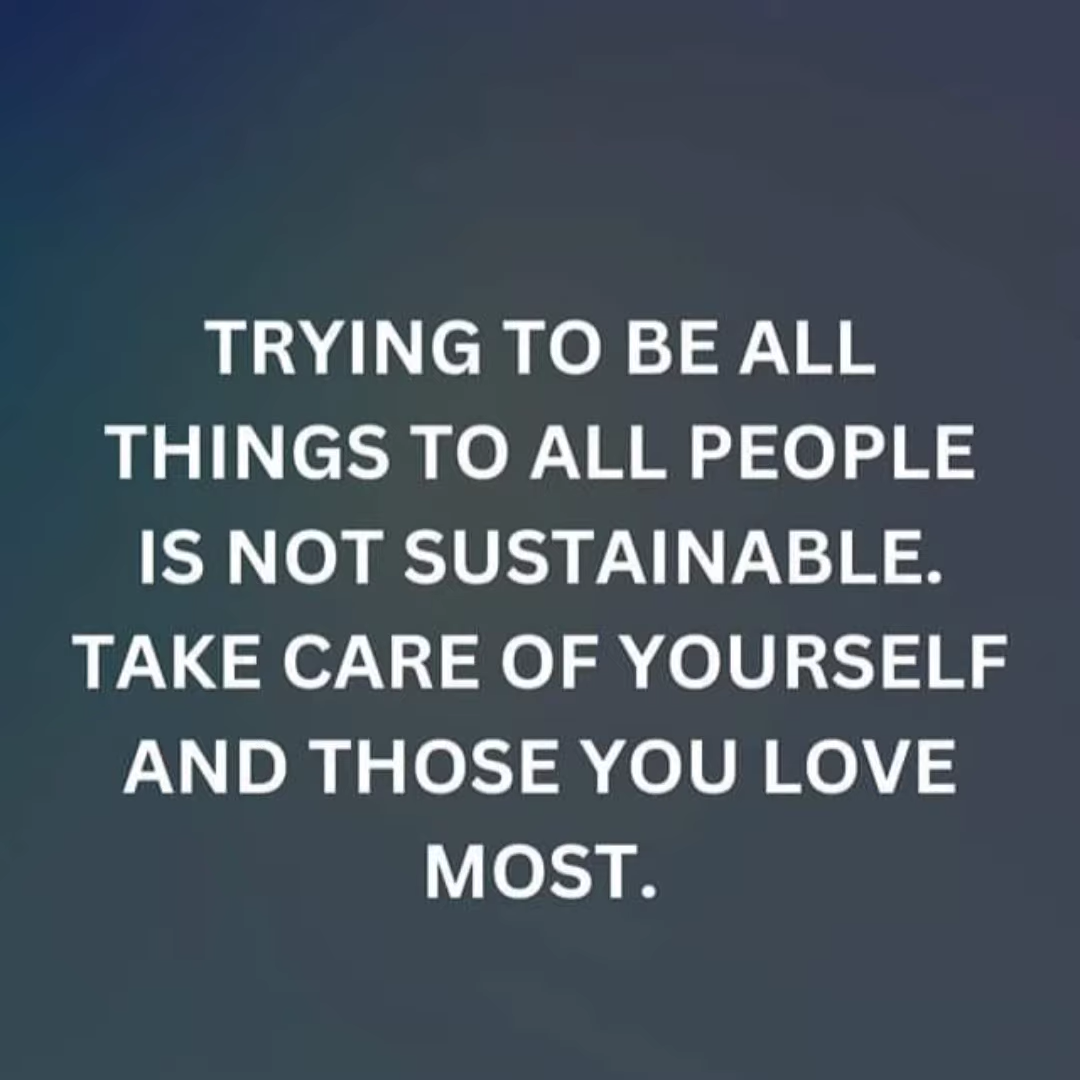 TRYING TO BE ALL
THINGS TO ALL PEOPLE
IS NOT SUSTAINABLE.
TAKE CARE OF YOURSELF
AND THOSE YOU LOVE
MOST.